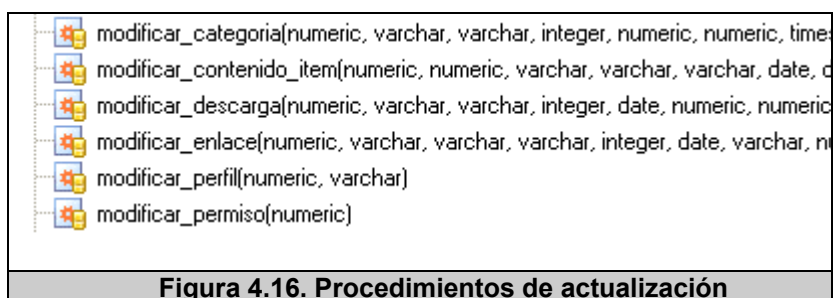 modificar_categoria(numeric, varchar, varchar, integer, numeric, numeric, time
modificar_contenido_item(numeric, numeric, varchar, varchar, varchar, date, d
modificar_descarga(numeric, varchar, varchar, integer, date, numeric, numeric
modificar_enlace(numeric, varchar, varchar, varchar, integer, date, varchar, n
modificar_perfil(numeric, varchar)
modificar_permiso(numeric)
Figura 4.16. Procedimientos de actualización